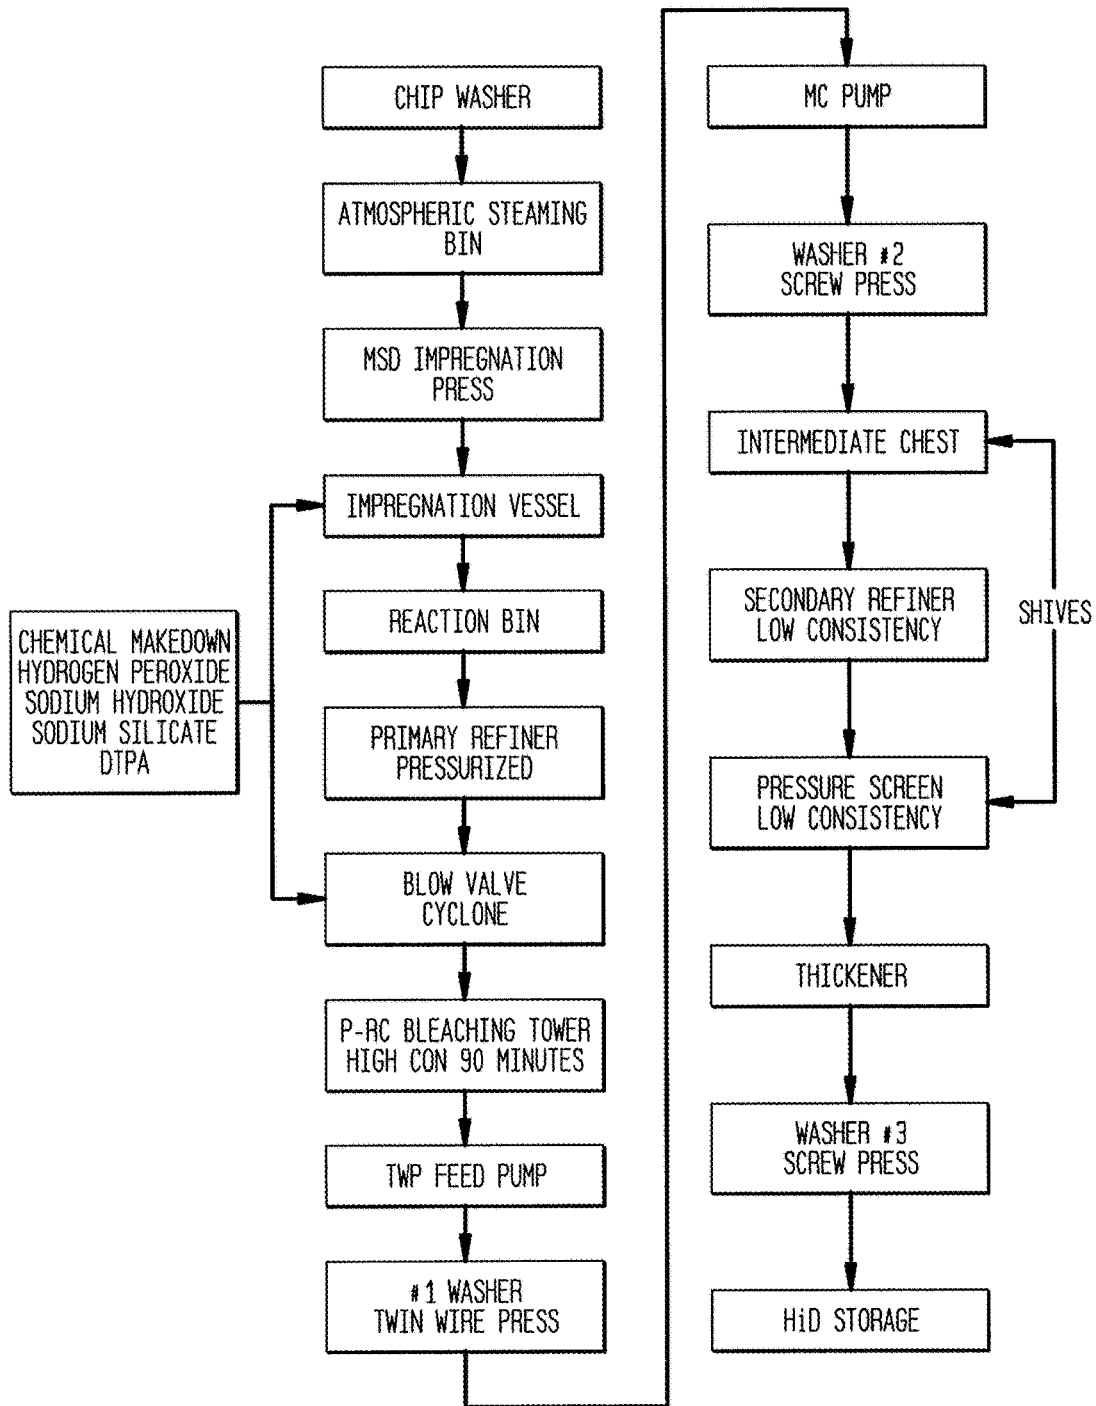 CHIP WASHER
ATMOSPHERIC STEAMING
BIN
MSD IMPREGNATION
PRESS
IMPREGNATION VESSEL
REACTION BIN
CHEMICAL MAKEDOWN
HYDROGEN PEROXIDE
SODIUM HYDROXIDE
SODIUM SILICATE
DTPA
PRIMARY REFINER
PRESSURIZED
BLOW VALVE
CYCLONE
P-RC BLEACHING TOWER
HIGH CON 90 MINUTES
TWP FEED PUMP
#1 WASHER
TWIN WIRE PRESS
MC PUMP
WASHER #2
SCREW PRESS
INTERMEDIATE CHEST
SECONDARY REFINER
LOW CONSISTENCY
SHIVES
PRESSURE SCREEN
LOW CONSISTENCY
THICKENER
WASHER #3
SCREW PRESS
HiD STORAGE